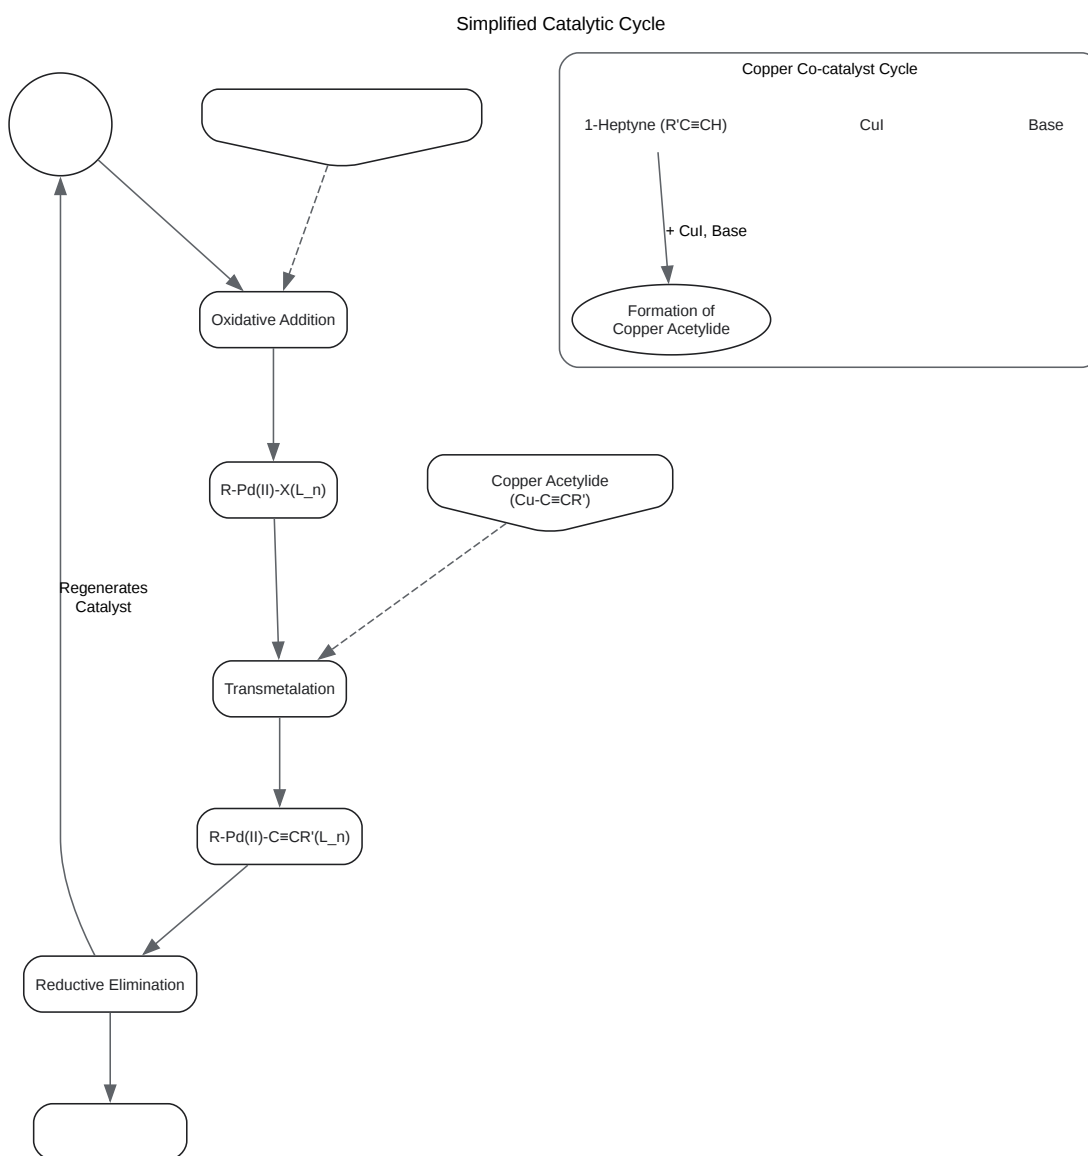 Simplified Catalytic Cycle
Copper Co-catalyst Cycle
1-Heptyne (R'C≡CH)
CuI
Base
+ CuI, Base
Formation of
Copper Acetylide
Oxidative Addition
R-Pd(II)-X(L_n)
Copper Acetylide
(Cu-C≡CR')
Regenerates
Catalyst
Transmetalation
R-Pd(II)-C≡CR'(L_n)
Reductive Elimination